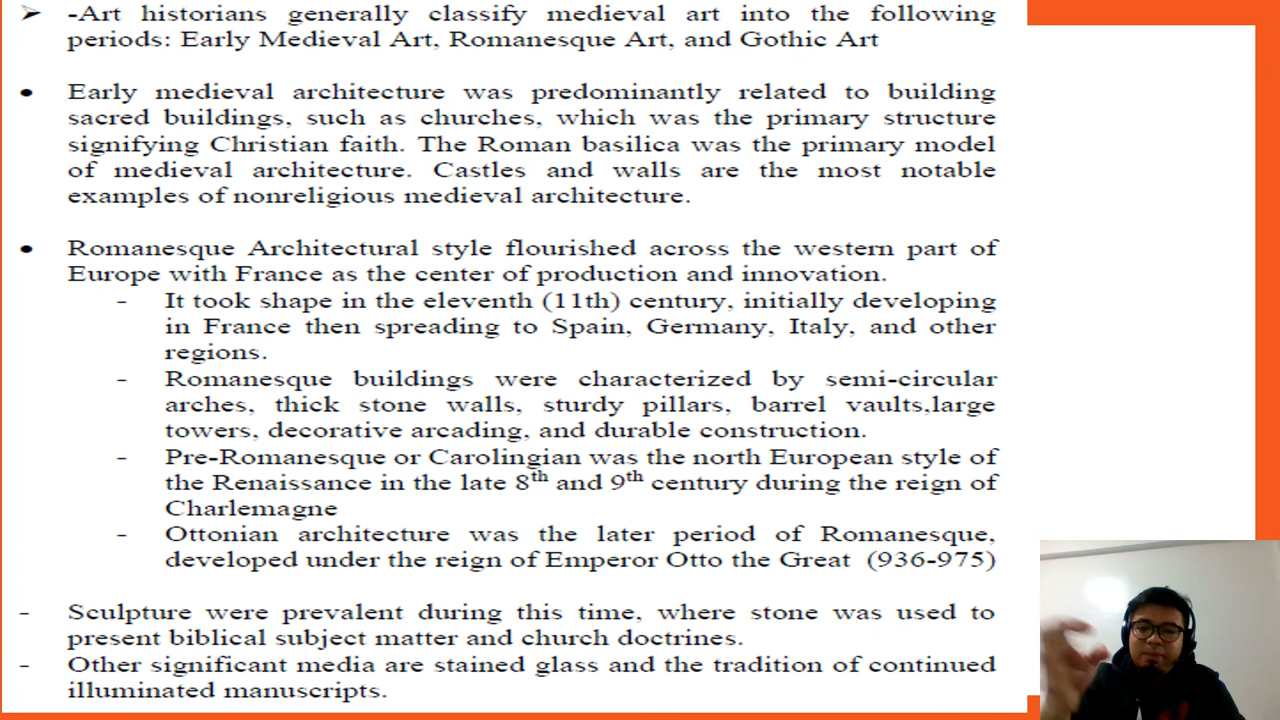 ➢ -Art historians generally classify medieval art into the following
periods: Early Medieval Art, Romanesque Art, and Gothic Art
• Early medieval architecture was predominantly related to building
sacred buildings, such as churches, which was the primary structure
signifying Christian faith. The Roman basilica was the primary model
of medieval architecture. Castles and walls are the most notable
examples of nonreligious medieval architecture.
• Romanesque Architectural style flourished across the western part of
Europe with France as the center of production and innovation.
- It took shape in the eleventh (11th) century, initially developing
in France then spreading to Spain, Germany, Italy, and other
regions.
- Romanesque buildings were characterized by semi-circular
arches, thick stone walls, sturdy pillars, barrel vaults,large
towers, decorative arcading, and durable construction.
- Pre-Romanesque or Carolingian was the north European style of
the Renaissance in the late 8th and 9th century during the reign of
Charlemagne
- Ottonian architecture was the later period of Romanesque,
developed under the reign of Emperor Otto the Great (936-975)
- Sculpture were prevalent during this time, where stone was used to
present biblical subject matter and church doctrines.
- Other significant media are stained glass and the tradition of continued
illuminated manuscripts.